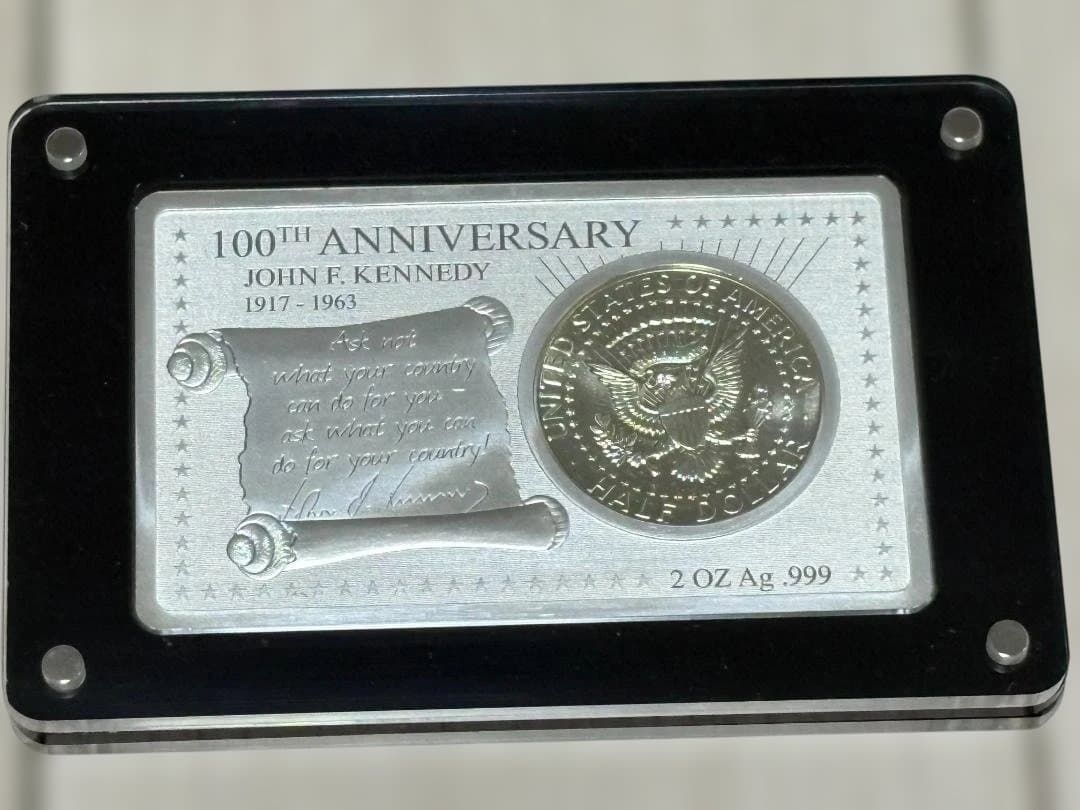 100TH ANNIVERSARY
JOHN F. KENNEDY
1917 - 1963
Ask not
what your country
can do for you
ask what you can
do for your country!
UNITED STATES OF AMERICA
HALF DOLLAR
2 OZ Ag .999